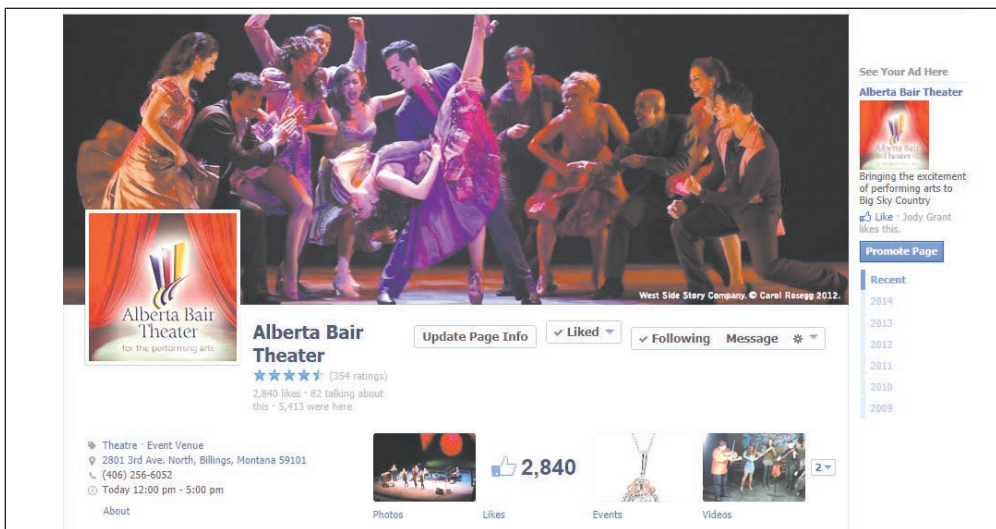 West Side Story Company. © Carol Rosegg 2012.
Alberta Bair
Theater
for the performing arts
Alberta Bair
Theater
(354 ratings)
2,840 likes · 82 talking about
this · 5,413 were here
Update Page Info
Liked
Following
Message
Theatre · Event Venue
2801 3rd Ave. North, Billings, Montana 59101
(406) 256-6052
Today 12:00 pm - 5:00 pm
About
Photos
2,840
Likes
Events
Videos
2
See Your Ad Here
Alberta Bair Theater
Alberta Bair
Theater
Bringing the excitement
of performing arts to
Big Sky Country
Like · Jody Grant
likes this.
Promote Page
Recent
2014
2013
2012
2011
2010
2009